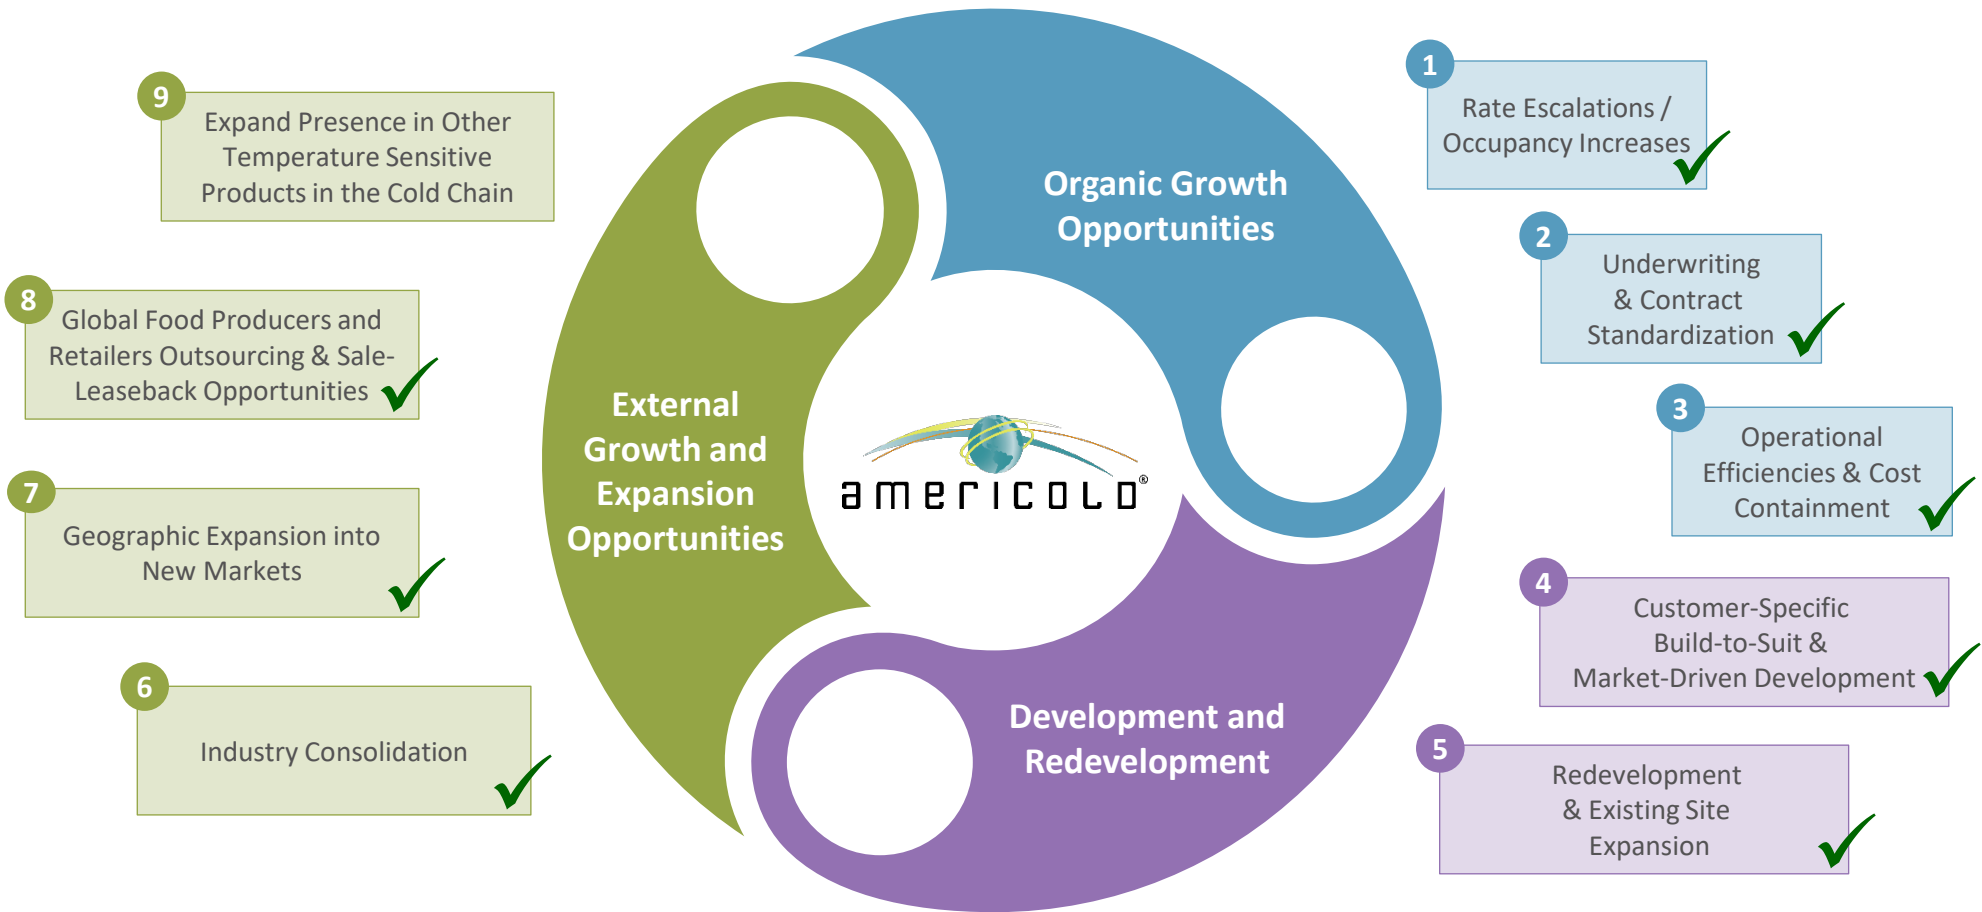 Organic Growth
Opportunities
1
Rate Escalations /
Occupancy Increases
2
Underwriting
& Contract
Standardization
3
Operational
Efficiencies & Cost
Containment
Development and
Redevelopment
4
Customer-Specific
Build-to-Suit &
Market-Driven Development
5
Redevelopment
& Existing Site
Expansion
External
Growth and
Expansion
Opportunities
6
Industry Consolidation
7
Geographic Expansion into
New Markets
8
Global Food Producers and
Retailers Outsourcing & Sale-
Leaseback Opportunities
9
Expand Presence in Other
Temperature Sensitive
Products in the Cold Chain
americold®